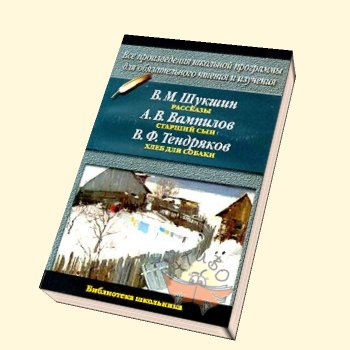 Все произведения школьной программы
для обязательного чтения и изучения
В. М. Шукшин
РАССКАЗЫ
А. В. Вампилов
СТАРШИЙ СЫН
В. Ф. Тендряков
ХЛЕБ ДЛЯ СОБАКИ
Библиотека школьника